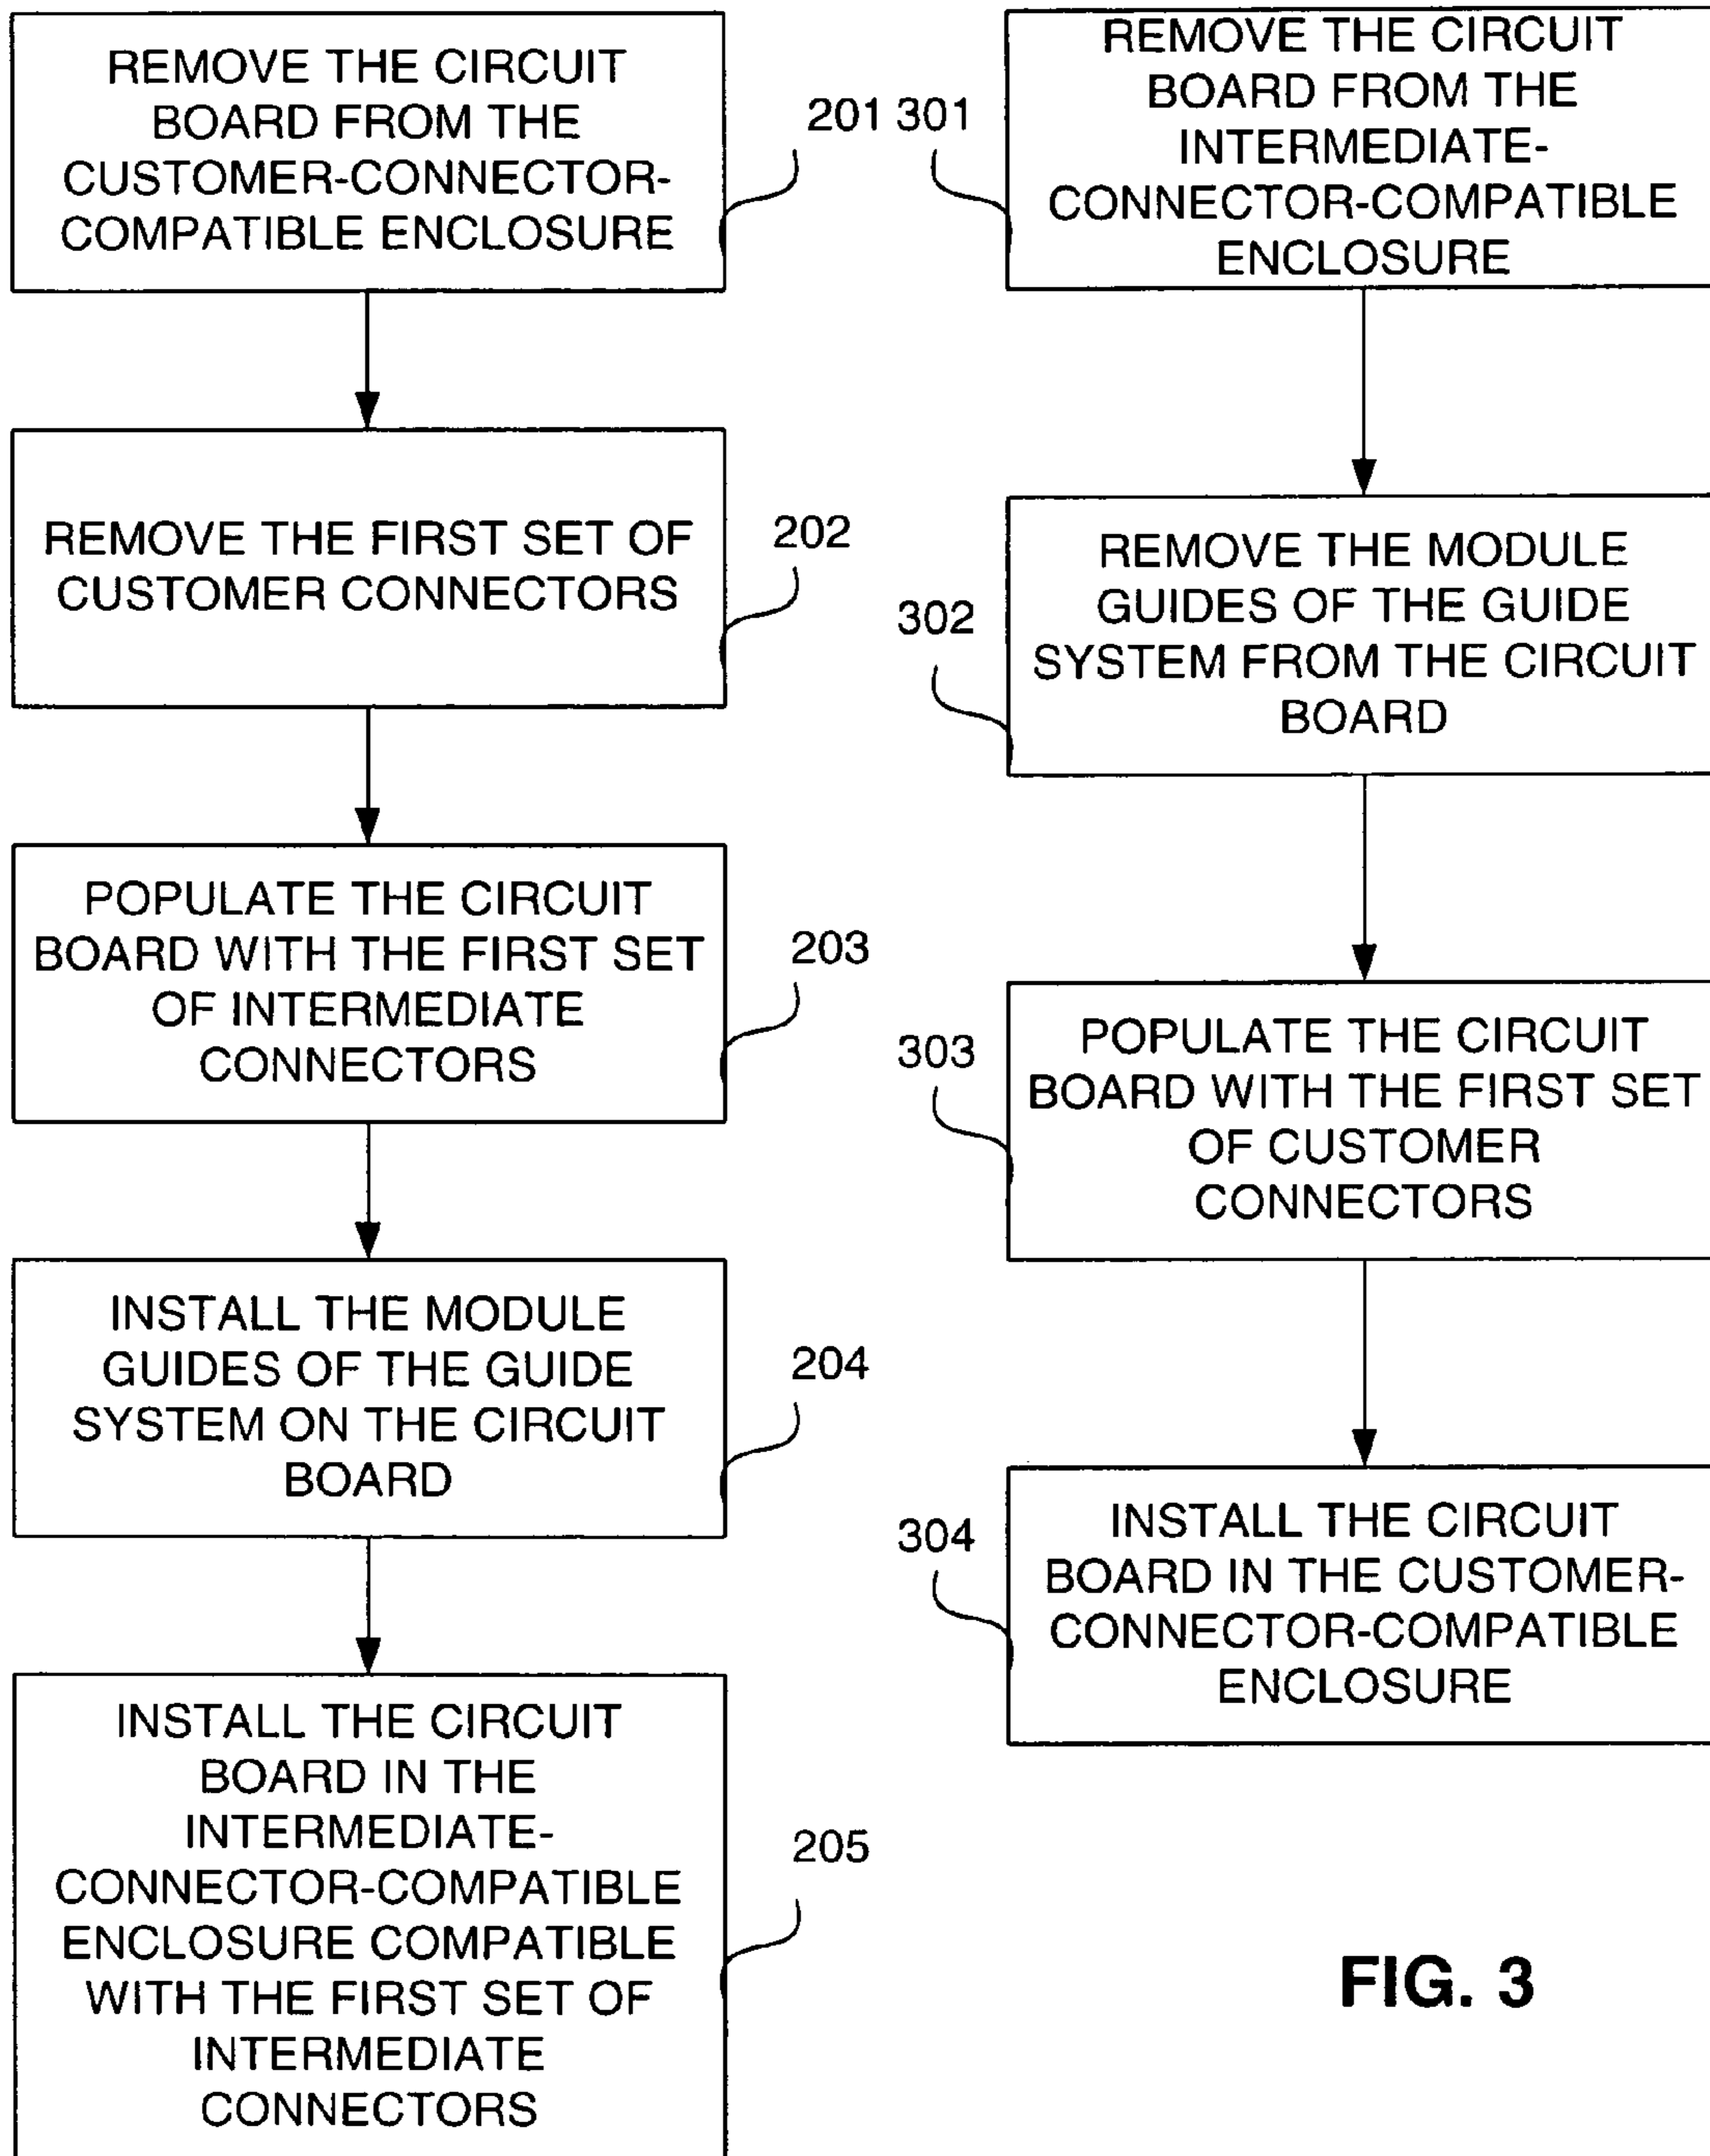 REMOVE THE CIRCUIT
BOARD FROM THE
CUSTOMER-CONNECTOR-
COMPATIBLE ENCLOSURE
201
REMOVE THE FIRST SET OF
CUSTOMER CONNECTORS
202
POPULATE THE CIRCUIT
BOARD WITH THE FIRST SET
OF INTERMEDIATE
CONNECTORS
203
INSTALL THE MODULE
GUIDES OF THE GUIDE
SYSTEM ON THE CIRCUIT
BOARD
204
INSTALL THE CIRCUIT
BOARD IN THE
INTERMEDIATE-
CONNECTOR-COMPATIBLE
ENCLOSURE COMPATIBLE
WITH THE FIRST SET OF
INTERMEDIATE
CONNECTORS
205
301
REMOVE THE CIRCUIT
BOARD FROM THE
INTERMEDIATE-
CONNECTOR-COMPATIBLE
ENCLOSURE
302
REMOVE THE MODULE
GUIDES OF THE GUIDE
SYSTEM FROM THE CIRCUIT
BOARD
303
POPULATE THE CIRCUIT
BOARD WITH THE FIRST SET
OF CUSTOMER
CONNECTORS
304
INSTALL THE CIRCUIT
BOARD IN THE CUSTOMER-
CONNECTOR-COMPATIBLE
ENCLOSURE
FIG. 3